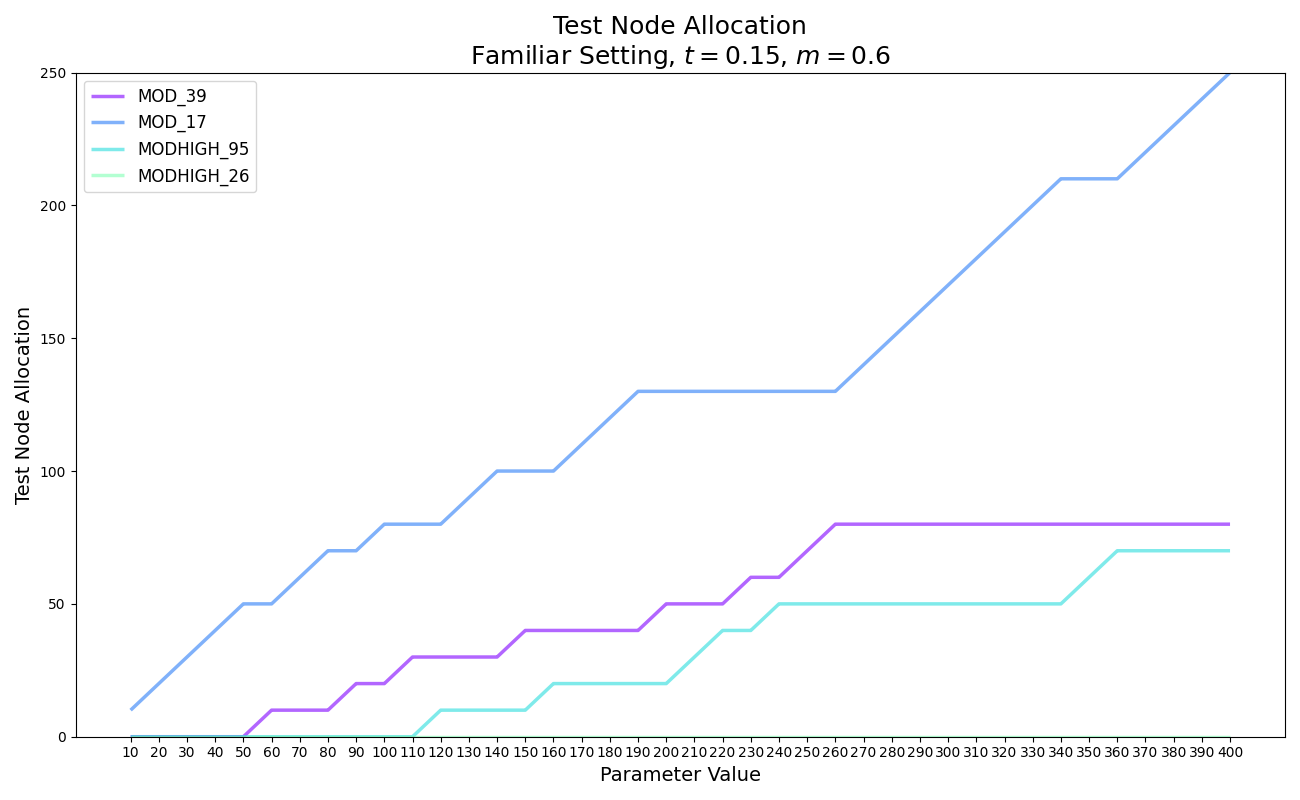 Test Node Allocation
Familiar Setting, t = 0.15, m = 0.6
MOD_39
MOD_17
MODHIGH_95
MODHIGH_26
250
200
150
100
50
0
Test Node Allocation
10 20 30 40 50 60 70 80 90 100 110 120 130 140 150 160 170 180 190 200 210 220 230 240 250 260 270 280 290 300 310 320 330 340 350 360 370 380 390 400
Parameter Value